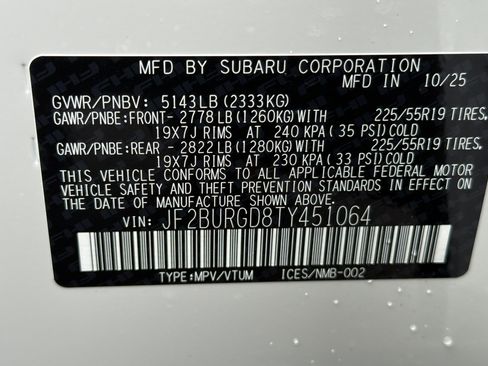 MFD BY SUBARU CORPORATION
MFD. IN 10/25
GVWR/PNBV: 5143LB(2333KG)
GAWR/PNBE:FRONT- 2778 LB(1260KG)WITH 225/55R19 TIRES,
19X7J RIMS AT 240 KPA(35 PSI)COLD
GAWR/PNBE:REAR - 2822 LB(1280KG)WITH 225/55R19 TIRES,
19X7J RIMS AT 230 KPA(33 PSI)COLD
THIS VEHICLE CONFORMS TO ALL APPLICABLE FEDERAL MOTOR
VEHICLE SAFETY AND THEFT PREVENTION STANDARDS IN EFFECT
ON THE DATE OF MANUFACTURE SHOWN ABOVE.
VIN: JF2BURGD8TY451064
TYPE:MPV/VTUM ICES/NMB-002